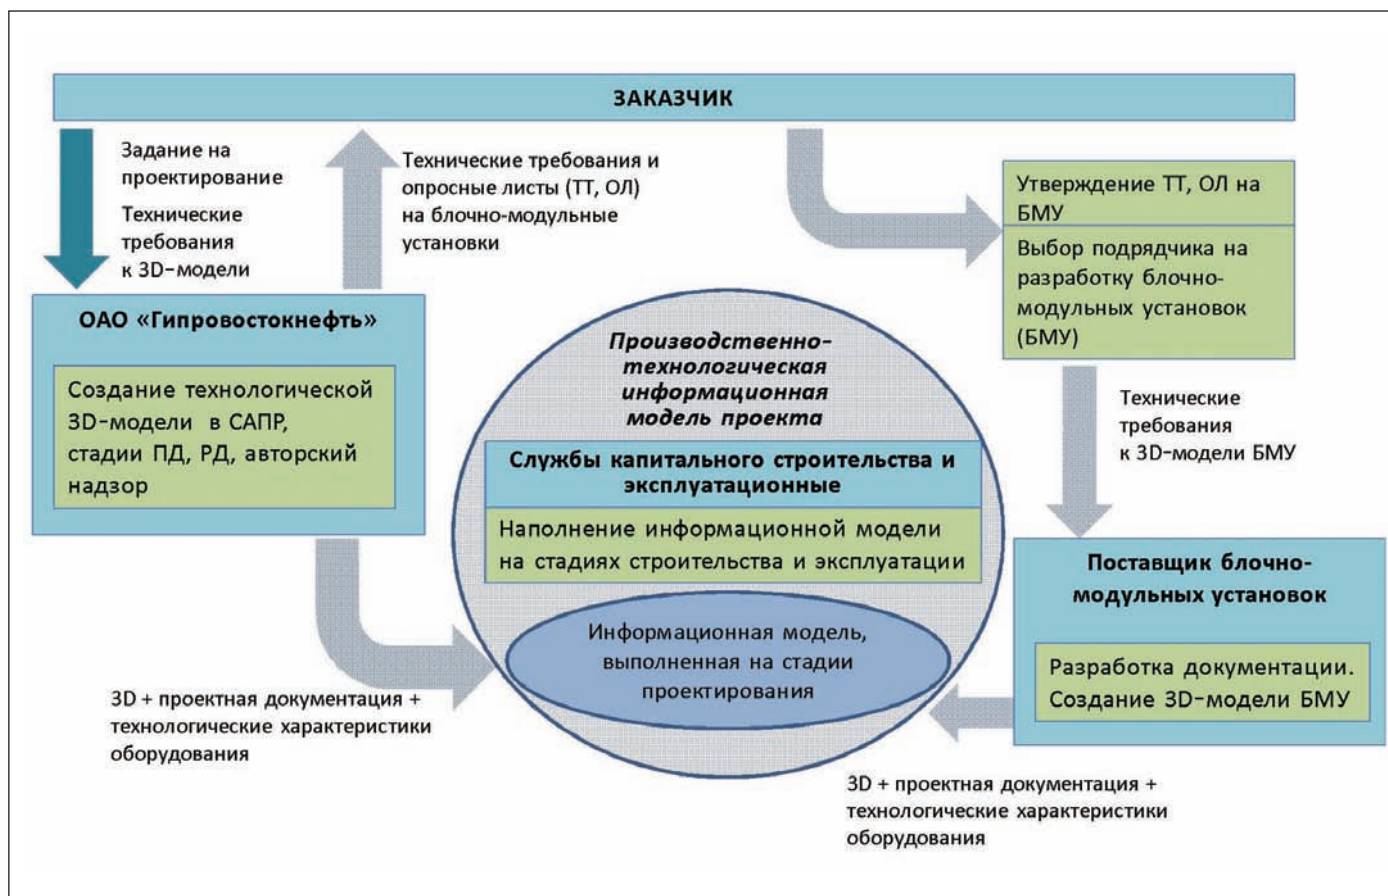 ЗАКАЗЧИК
Задание на
проектирование
Технические
требования
к 3D-модели
Технические требования и
опросные листы (ТТ, ОЛ)
на блочно-модульные
установки
Утверждение ТТ, ОЛ на
БМУ
Выбор подрядчика на
разработку блочно-
модульных установок
(БМУ)
ОАО «Гипровостокнефть»
Создание технологической
3D-модели в САПР,
стадии ПД, РД, авторский
надзор
Производственно-
технологическая
информационная
модель проекта
Службы капитального строительства и
эксплуатационные
Наполнение информационной модели
на стадиях строительства и эксплуатации
Информационная модель,
выполненная на стадии
проектирования
Технические
требования
к 3D-модели БМУ
Поставщик блочно-
модульных установок
Разработка документации.
Создание 3D-модели БМУ
3D + проектная документация +
технологические характеристики
оборудования
3D + проектная документация +
технологические характеристики
оборудования